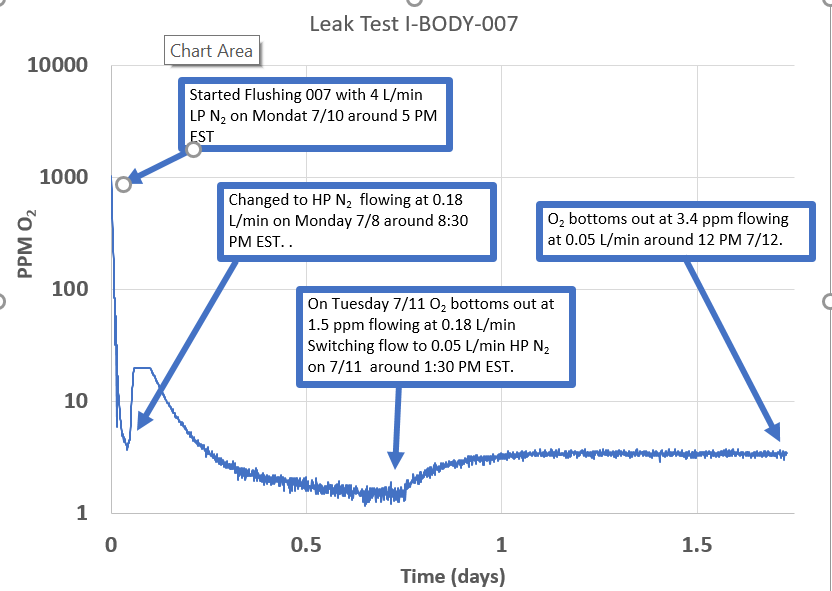 Leak Test I-BODY-007
Chart Area
10000
1000
100
10
1
PPM O₂
Started Flushing 007 with 4 L/min
LP N₂ on Mondat 7/10 around 5 PM
EST
Changed to HP N₂ flowing at 0.18
L/min on Monday 7/8 around 8:30
PM EST. .
O₂ bottoms out at 3.4 ppm flowing
at 0.05 L/min around 12 PM 7/12.
On Tuesday 7/11 O₂ bottoms out at
1.5 ppm flowing at 0.18 L/min
Switching flow to 0.05 L/min HP N₂
on 7/11 around 1:30 PM EST.
0
0.5
1
1.5
Time (days)